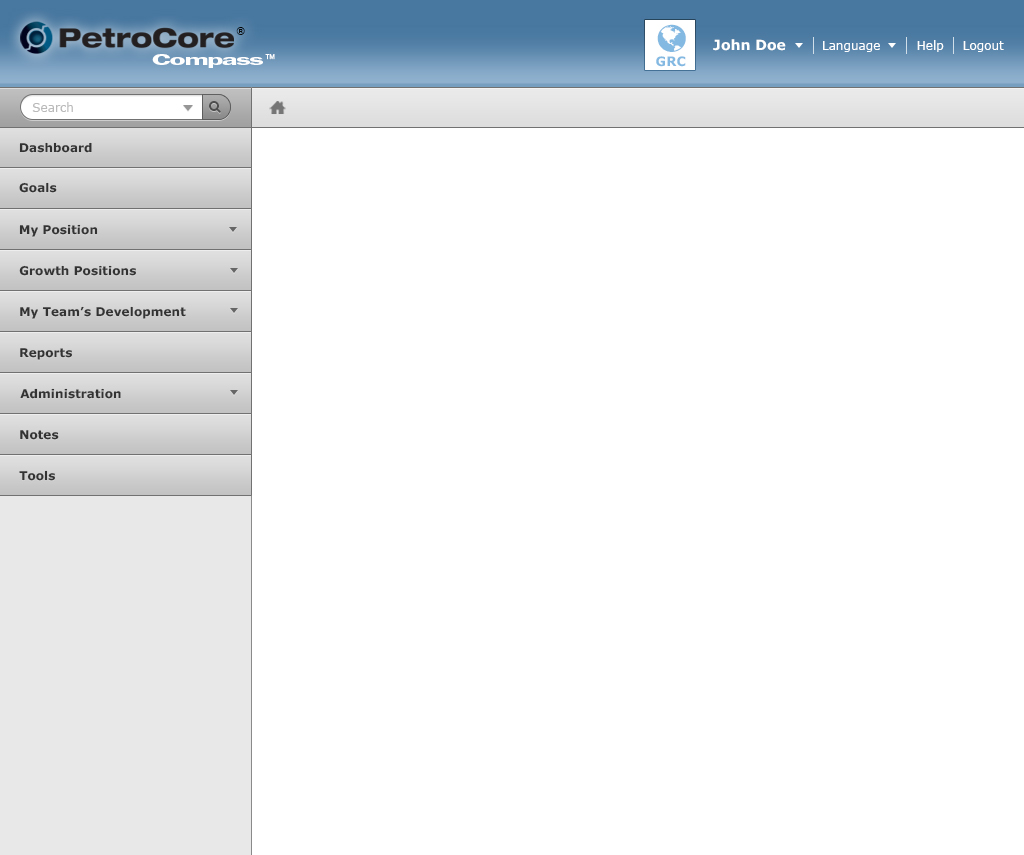 PetroCore®
Compass™
GRC
John Doe
Language
Help
Logout
Search
Dashboard
Goals
My Position
Growth Positions
My Team’s Development
Reports
Administration
Notes
Tools